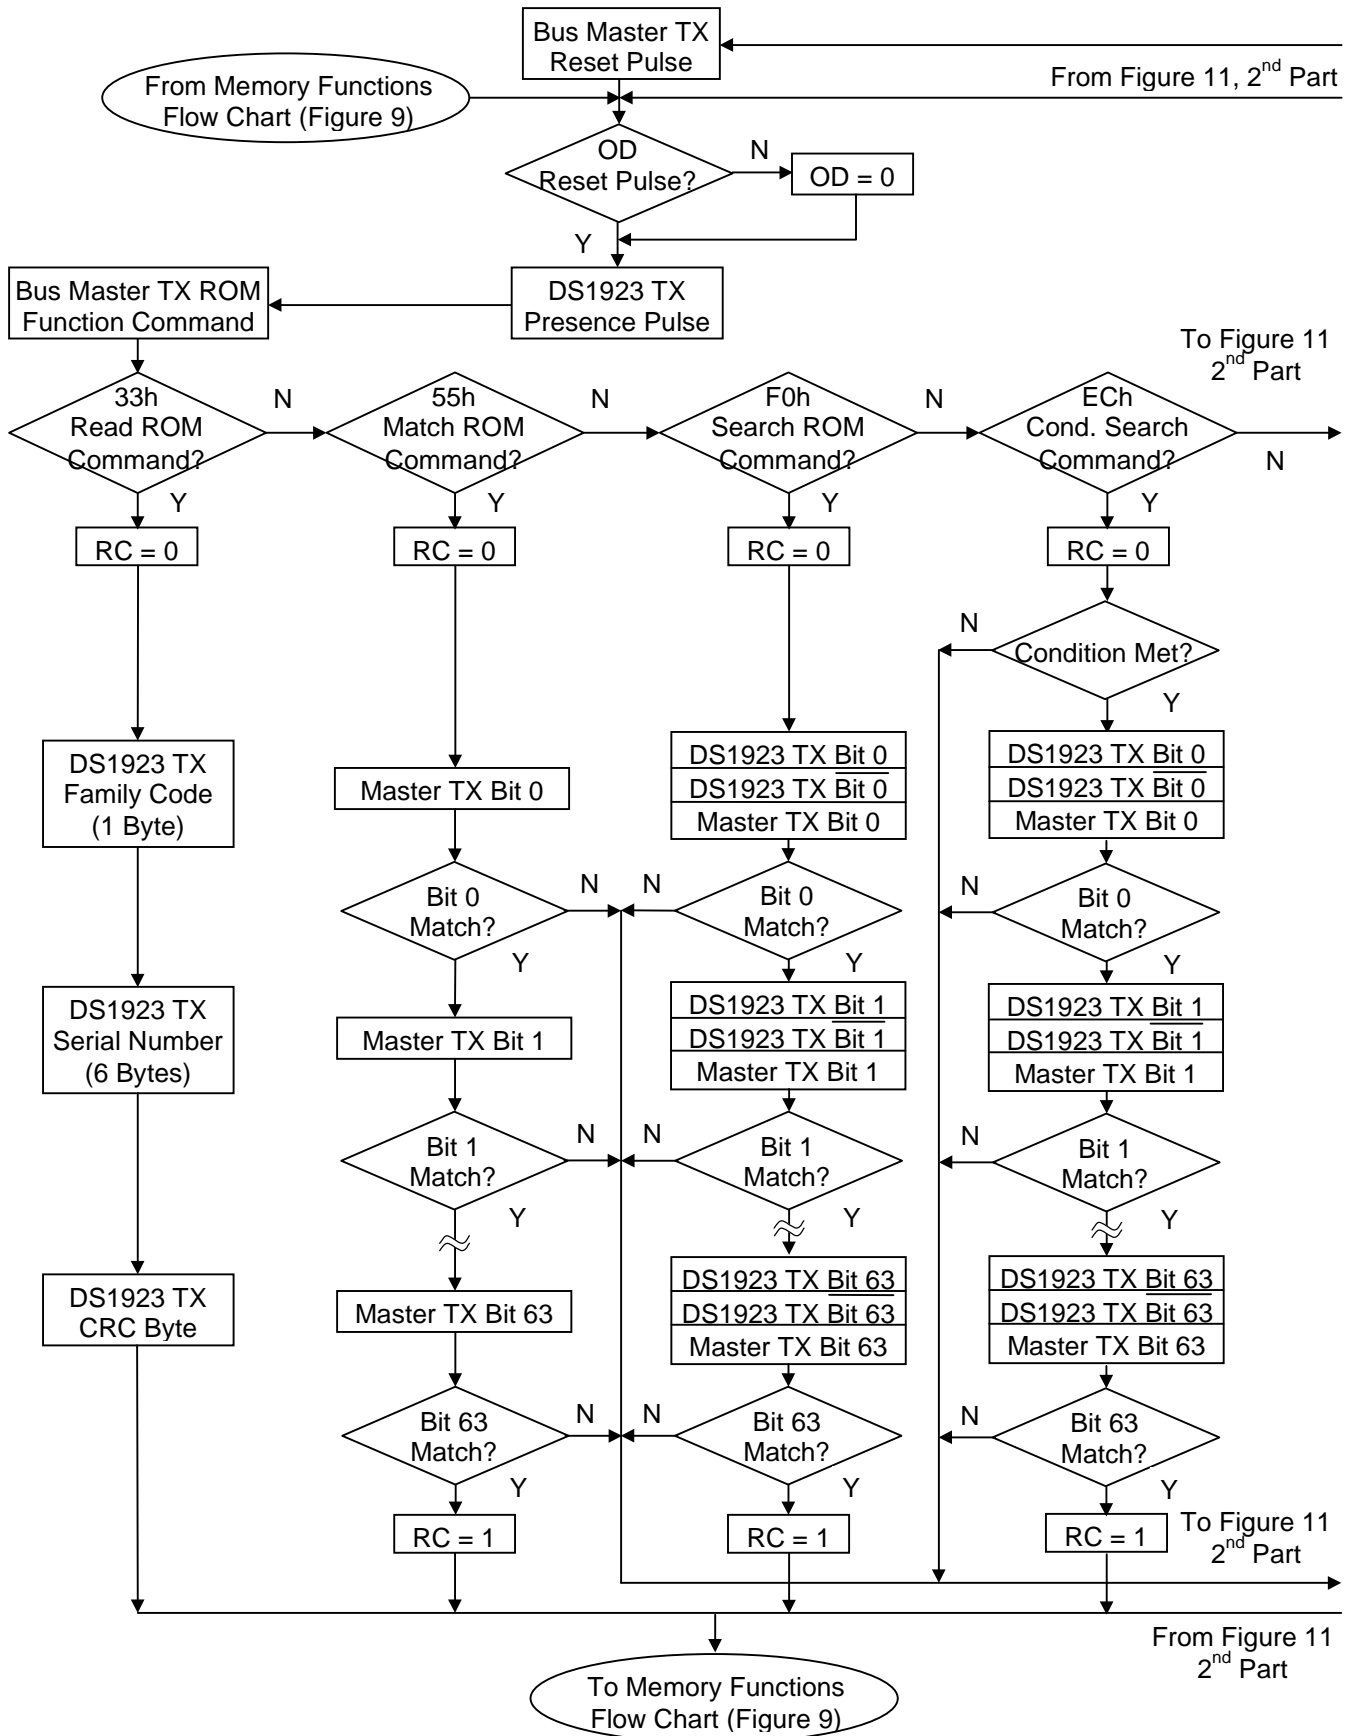 Bus Master TX
Reset Pulse
From Memory Functions
Flow Chart (Figure 9)
From Figure 11, 2nd Part
OD
Reset Pulse?
N
OD = 0
Y
Bus Master TX ROM
Function Command
DS1923 TX
Presence Pulse
To Figure 11
2nd Part
33h
Read ROM
Command?
N
55h
Match ROM
Command?
N
F0h
Search ROM
Command?
N
ECh
Cond. Search
Command?
N
Y
Y
Y
Y
RC = 0
RC = 0
RC = 0
RC = 0
N
Condition Met?
Y
DS1923 TX
Family Code
(1 Byte)
Master TX Bit 0
DS1923 TX Bit 0
DS1923 TX Bit 0
Master TX Bit 0
DS1923 TX Bit 0
DS1923 TX Bit 0
Master TX Bit 0
Bit 0
Match?
N
N
Bit 0
Match?
N
Bit 0
Match?
Y
Y
Y
DS1923 TX
Serial Number
(6 Bytes)
Master TX Bit 1
DS1923 TX Bit 1
DS1923 TX Bit 1
Master TX Bit 1
DS1923 TX Bit 1
DS1923 TX Bit 1
Master TX Bit 1
Bit 1
Match?
N
N
Bit 1
Match?
N
Bit 1
Match?
Y
Y
Y
DS1923 TX
CRC Byte
Master TX Bit 63
DS1923 TX Bit 63
DS1923 TX Bit 63
Master TX Bit 63
DS1923 TX Bit 63
DS1923 TX Bit 63
Master TX Bit 63
Bit 63
Match?
N
N
Bit 63
Match?
N
Bit 63
Match?
Y
Y
Y
RC = 1
RC = 1
RC = 1
To Figure 11
2nd Part
From Figure 11
2nd Part
To Memory Functions
Flow Chart (Figure 9)